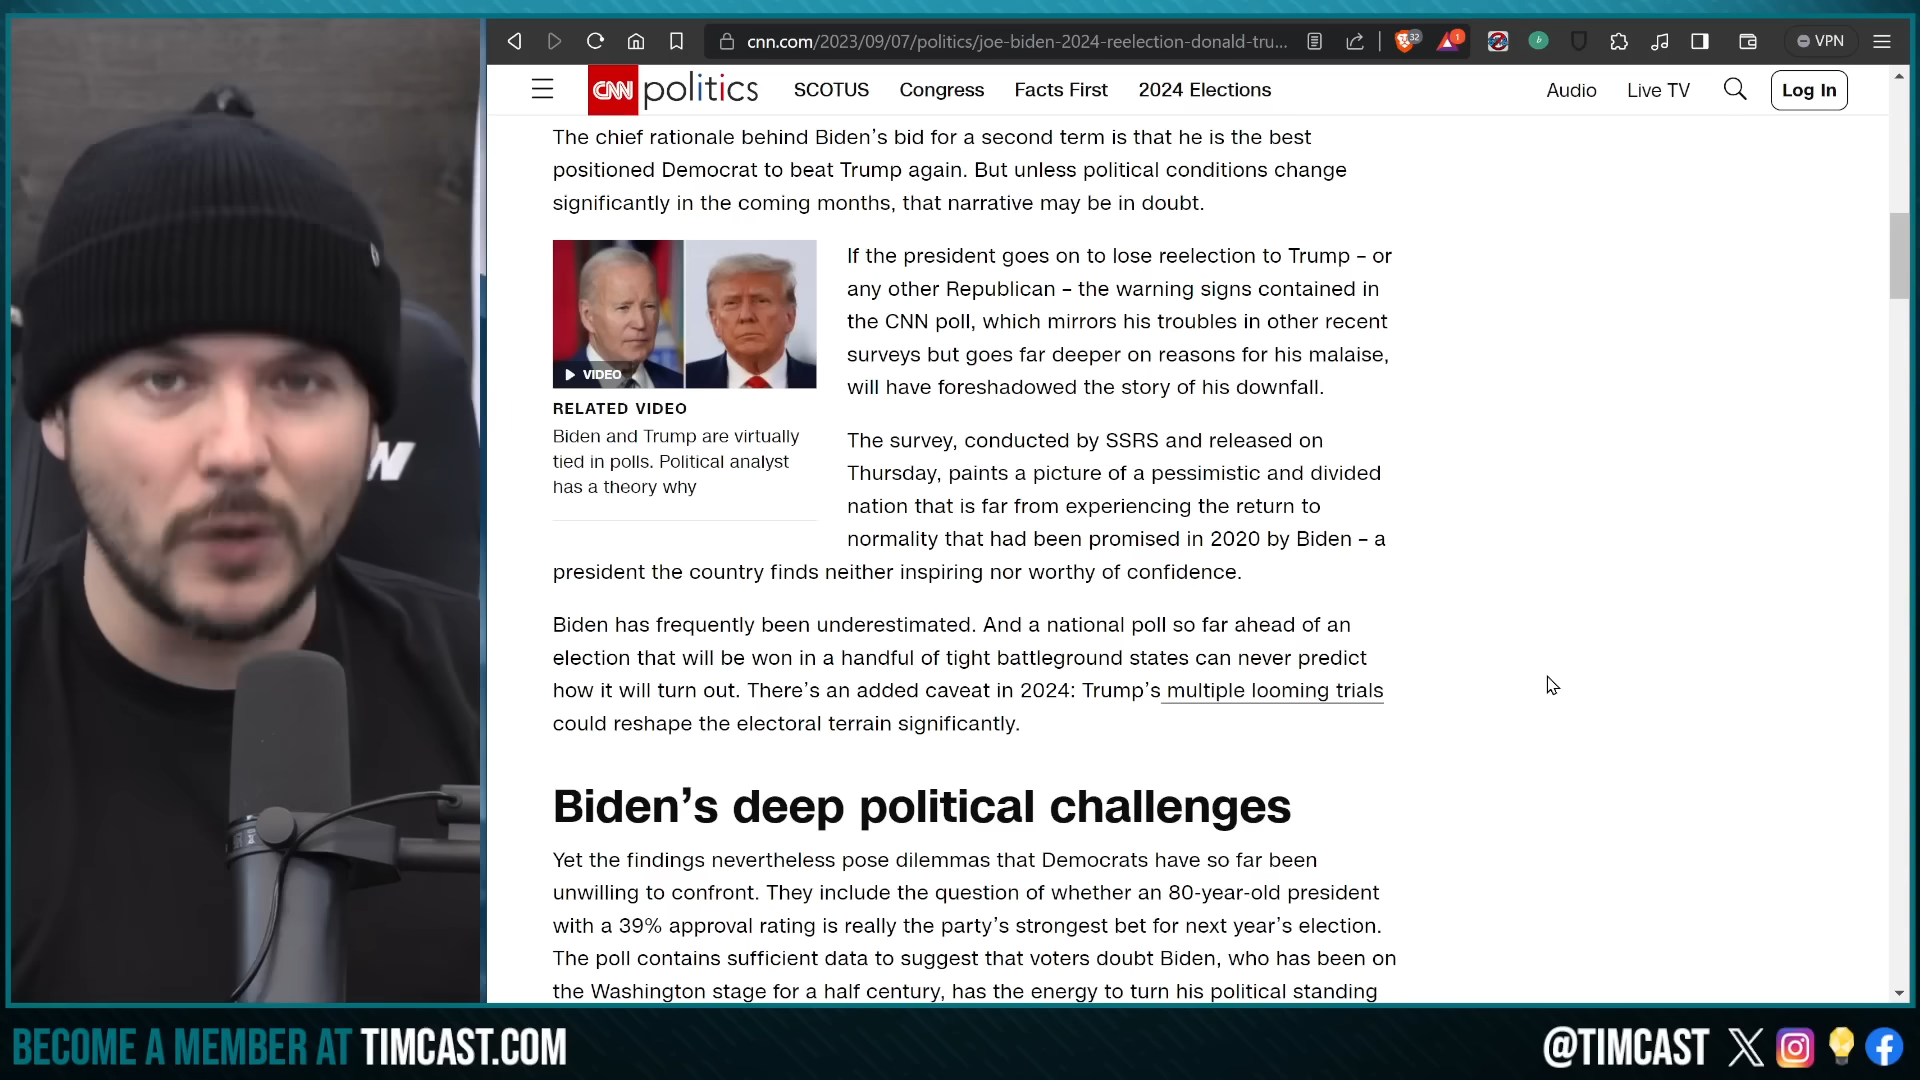 cnn.com/2023/09/07/politics/joe-biden-2024-reelection-donald-tru...
32
1
VPN
CNN politics
SCOTUS
Congress
Facts First
2024 Elections
Audio
Live TV
Log In
The chief rationale behind Biden's bid for a second term is that he is the best
positioned Democrat to beat Trump again. But unless political conditions change
significantly in the coming months, that narrative may be in doubt.
VIDEO
RELATED VIDEO
Biden and Trump are virtually
tied in polls. Political analyst
has a theory why
If the president goes on to lose reelection to Trump – or
any other Republican – the warning signs contained in
the CNN poll, which mirrors his troubles in other recent
surveys but goes far deeper on reasons for his malaise,
will have foreshadowed the story of his downfall.
The survey, conducted by SSRS and released on
Thursday, paints a picture of a pessimistic and divided
nation that is far from experiencing the return to
normality that had been promised in 2020 by Biden – a
president the country finds neither inspiring nor worthy of confidence.
Biden has frequently been underestimated. And a national poll so far ahead of an
election that will be won in a handful of tight battleground states can never predict
how it will turn out. There's an added caveat in 2024: Trump's multiple looming trials
could reshape the electoral terrain significantly.
Biden's deep political challenges
Yet the findings nevertheless pose dilemmas that Democrats have so far been
unwilling to confront. They include the question of whether an 80-year-old president
with a 39% approval rating is really the party's strongest bet for next year's election.
The poll contains sufficient data to suggest that voters doubt Biden, who has been on
the Washington stage for a half century, has the energy to turn his political standing
BECOME A MEMBER AT TIMCAST.COM
@TIMCAST